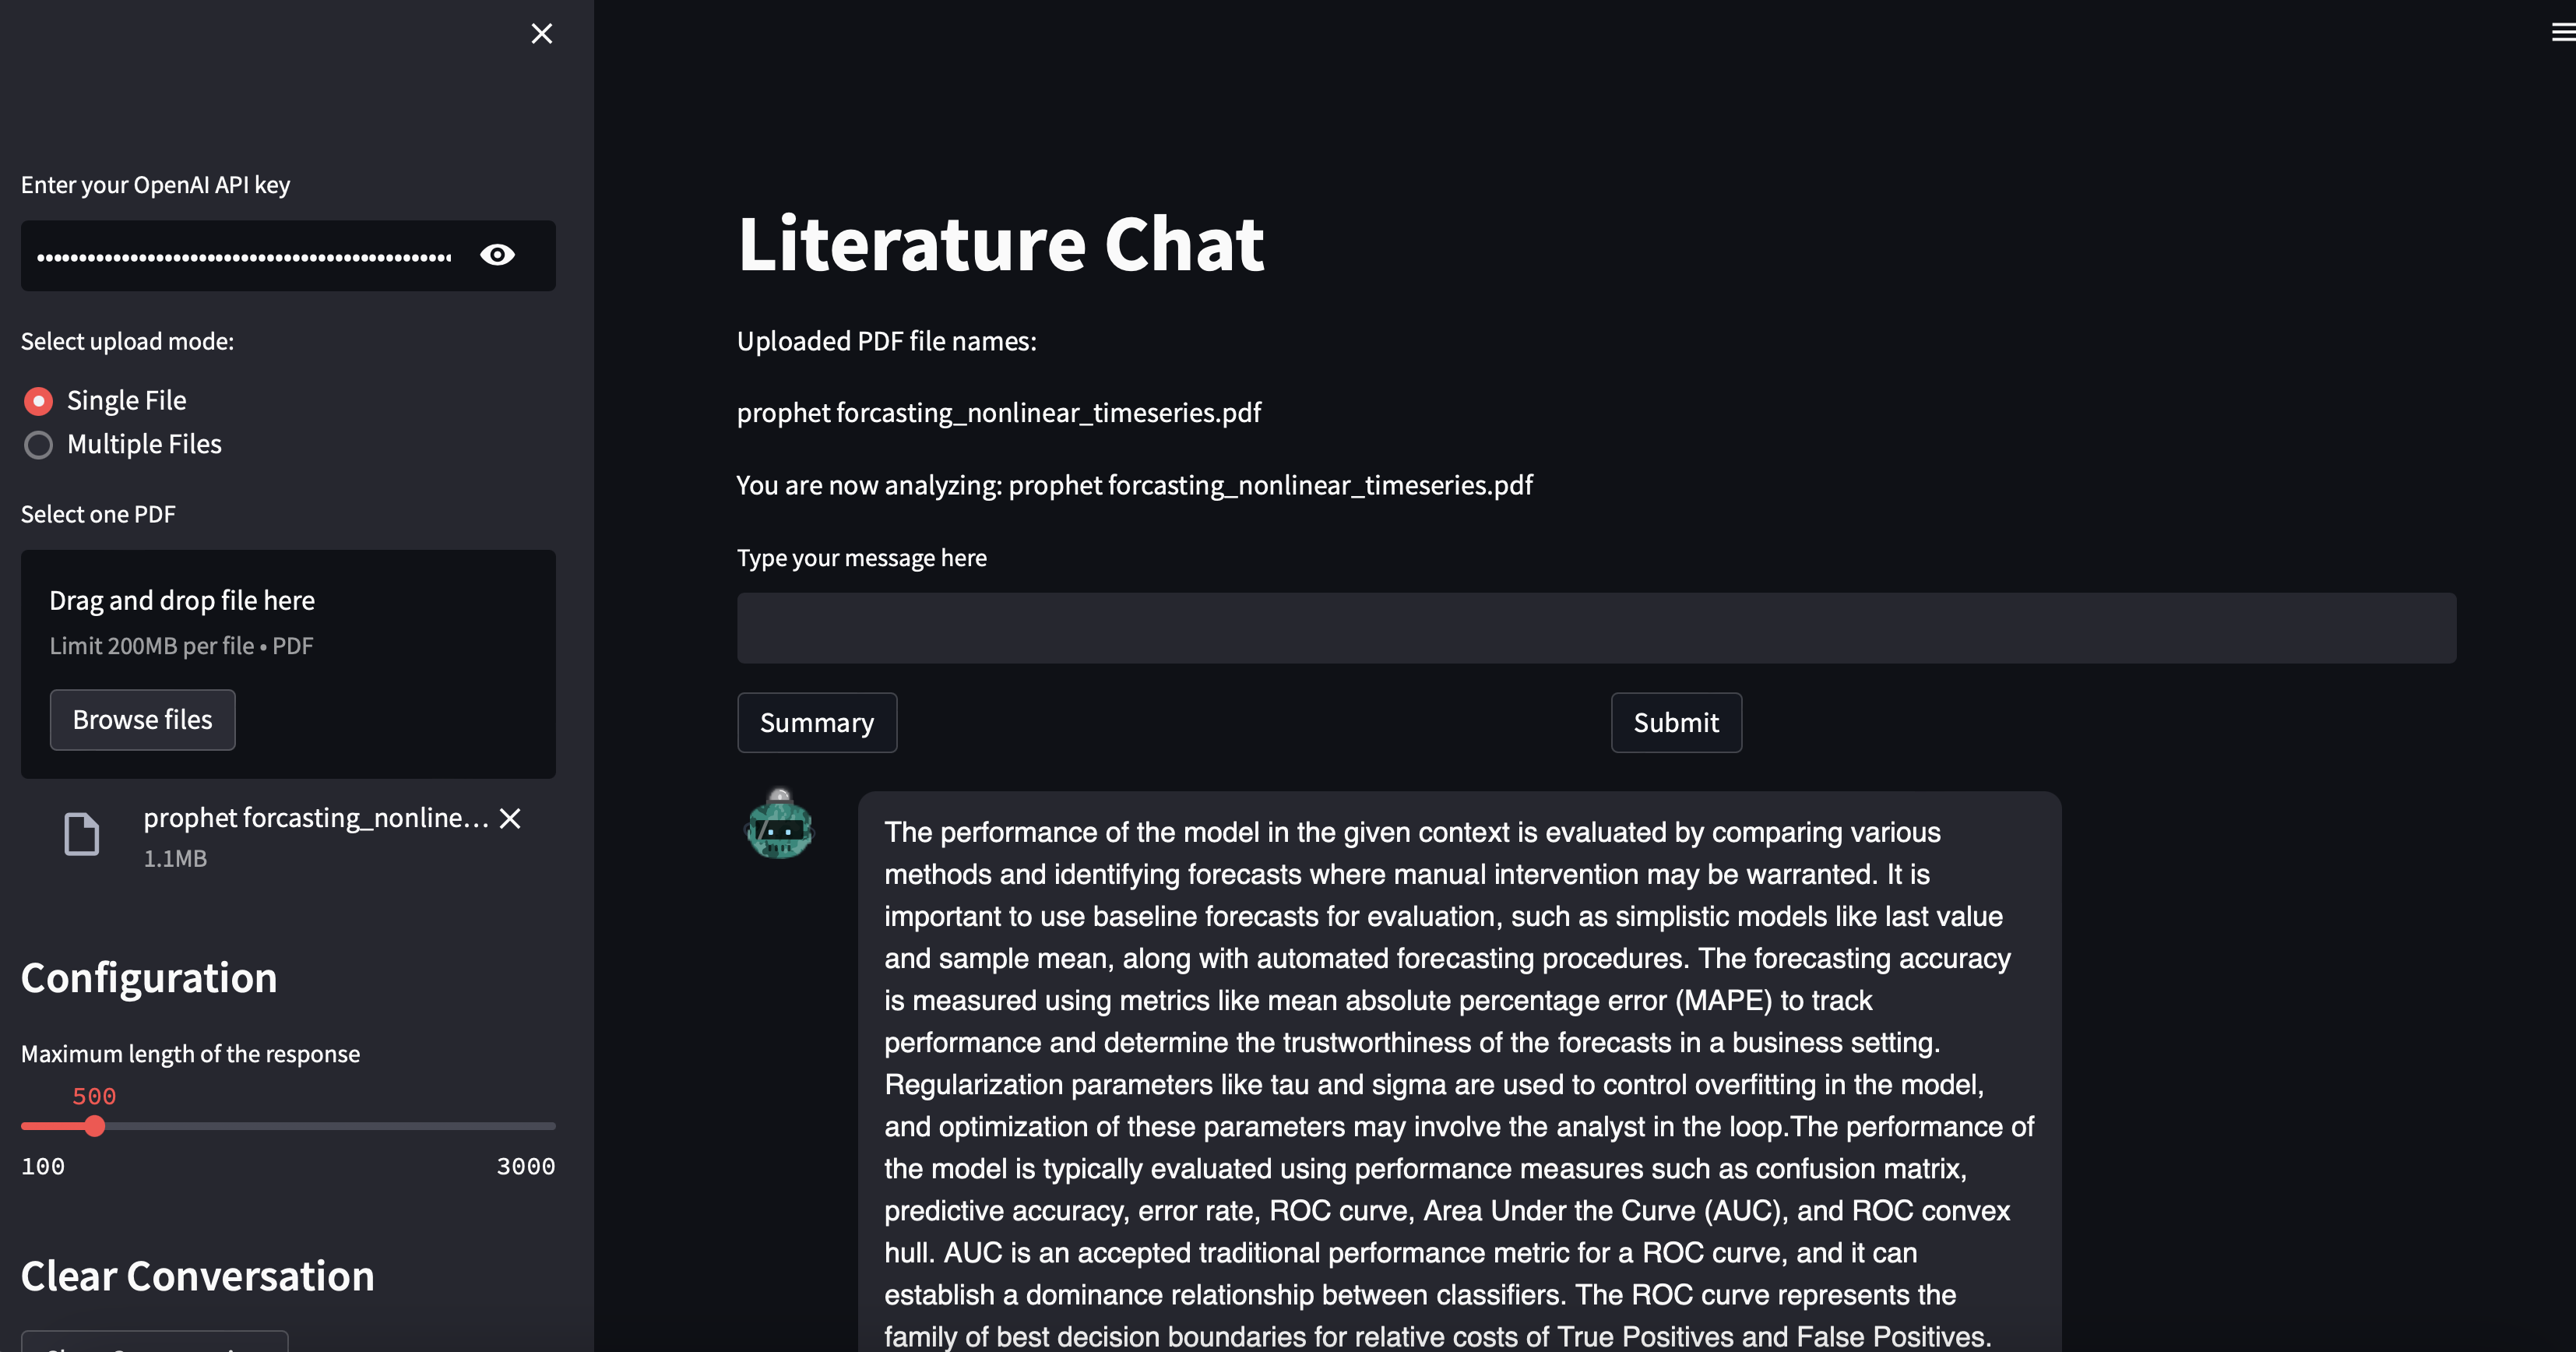 Enter your OpenAI API key
Select upload mode:
Single File
Multiple Files
Select one PDF
Drag and drop file here
Limit 200MB per file • PDF
Browse files
prophet forcasting_nonline...
1.1MB
Configuration
Maximum length of the response
500
100 3000
Clear Conversation
Literature Chat
Uploaded PDF file names:
prophet forcasting_nonlinear_timeseries.pdf
You are now analyzing: prophet forcasting_nonlinear_timeseries.pdf
Type your message here
Summary
Submit
The performance of the model in the given context is evaluated by comparing various
methods and identifying forecasts where manual intervention may be warranted. It is
important to use baseline forecasts for evaluation, such as simplistic models like last value
and sample mean, along with automated forecasting procedures. The forecasting accuracy
is measured using metrics like mean absolute percentage error (MAPE) to track
performance and determine the trustworthiness of the forecasts in a business setting.
Regularization parameters like tau and sigma are used to control overfitting in the model,
and optimization of these parameters may involve the analyst in the loop.The performance of
the model is typically evaluated using performance measures such as confusion matrix,
predictive accuracy, error rate, ROC curve, Area Under the Curve (AUC), and ROC convex
hull. AUC is an accepted traditional performance metric for a ROC curve, and it can
establish a dominance relationship between classifiers. The ROC curve represents the
family of best decision boundaries for relative costs of True Positives and False Positives.